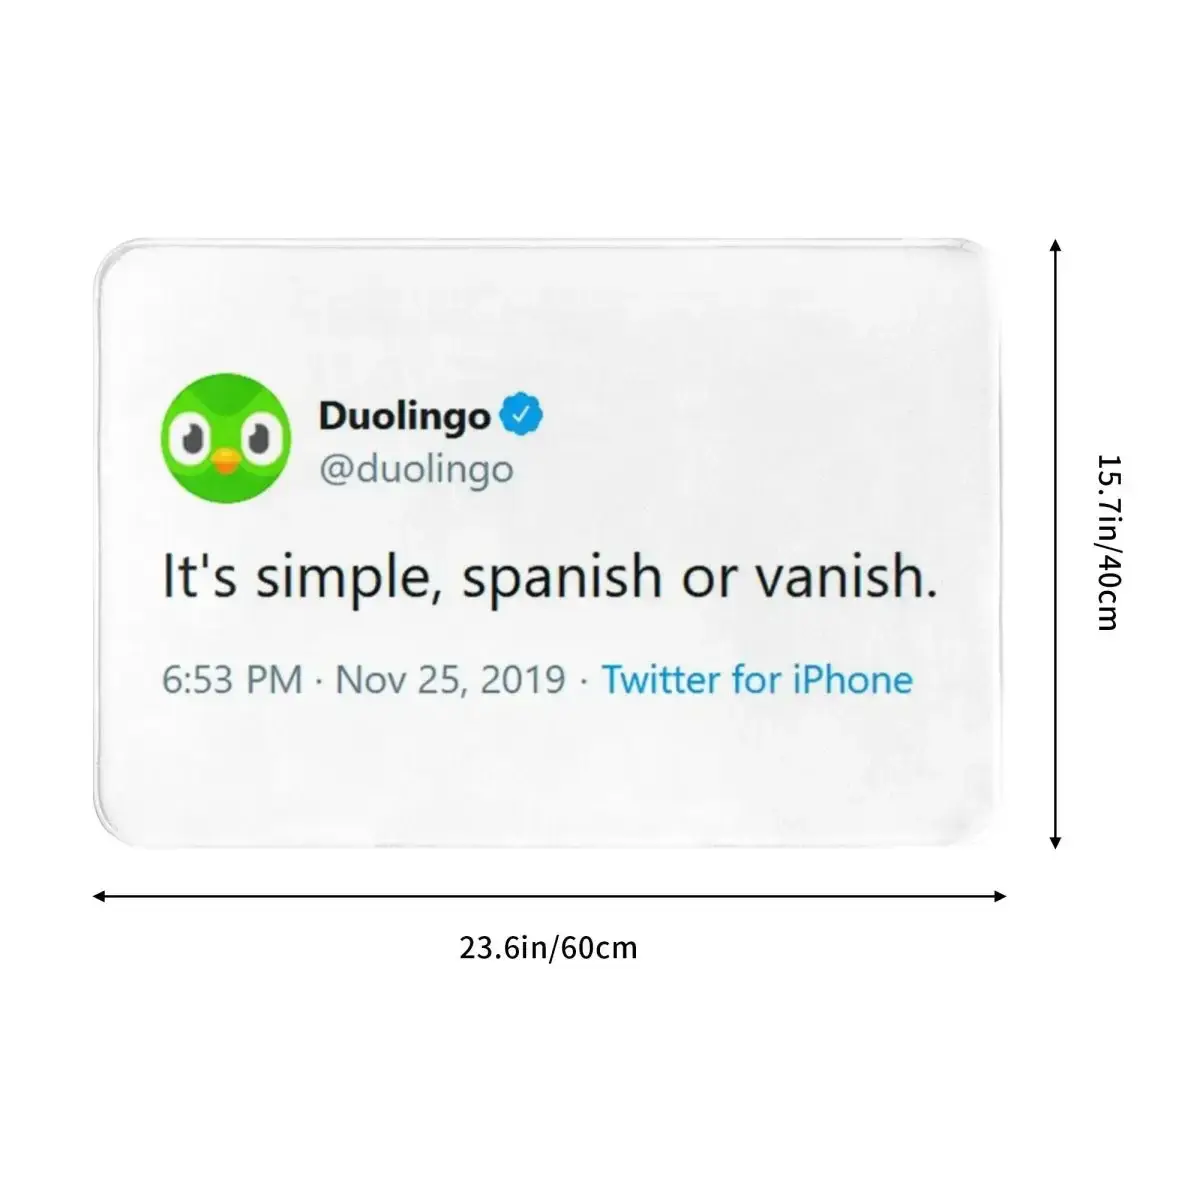 Duolingo
@duolingo
It's simple, spanish or vanish.
6:53 PM · Nov 25, 2019 · Twitter for iPhone
15.7in/40cm
23.6in/60cm